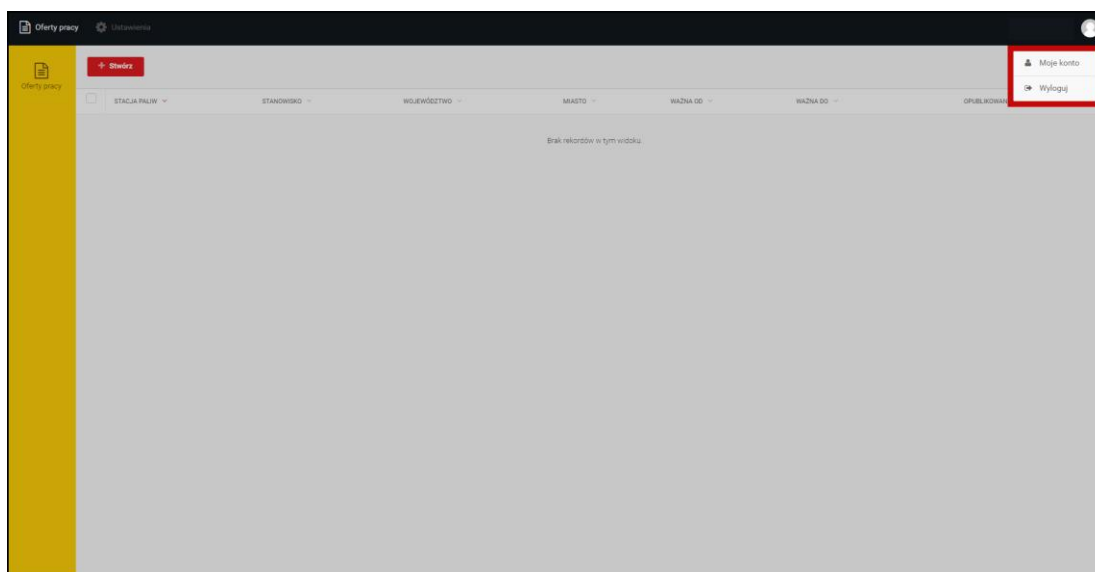 Oferty pracy
Ustawienia
Oferty pracy
+ Stwórz
Moje konto
Wyloguj
STACJA PALIW
STANOWISKO
WOJEWÓDZTWO
MIASTO
WAŻNA OD
WAŻNA DO
OPUBLIKOWAN
Brak rekordów w tym widoku.